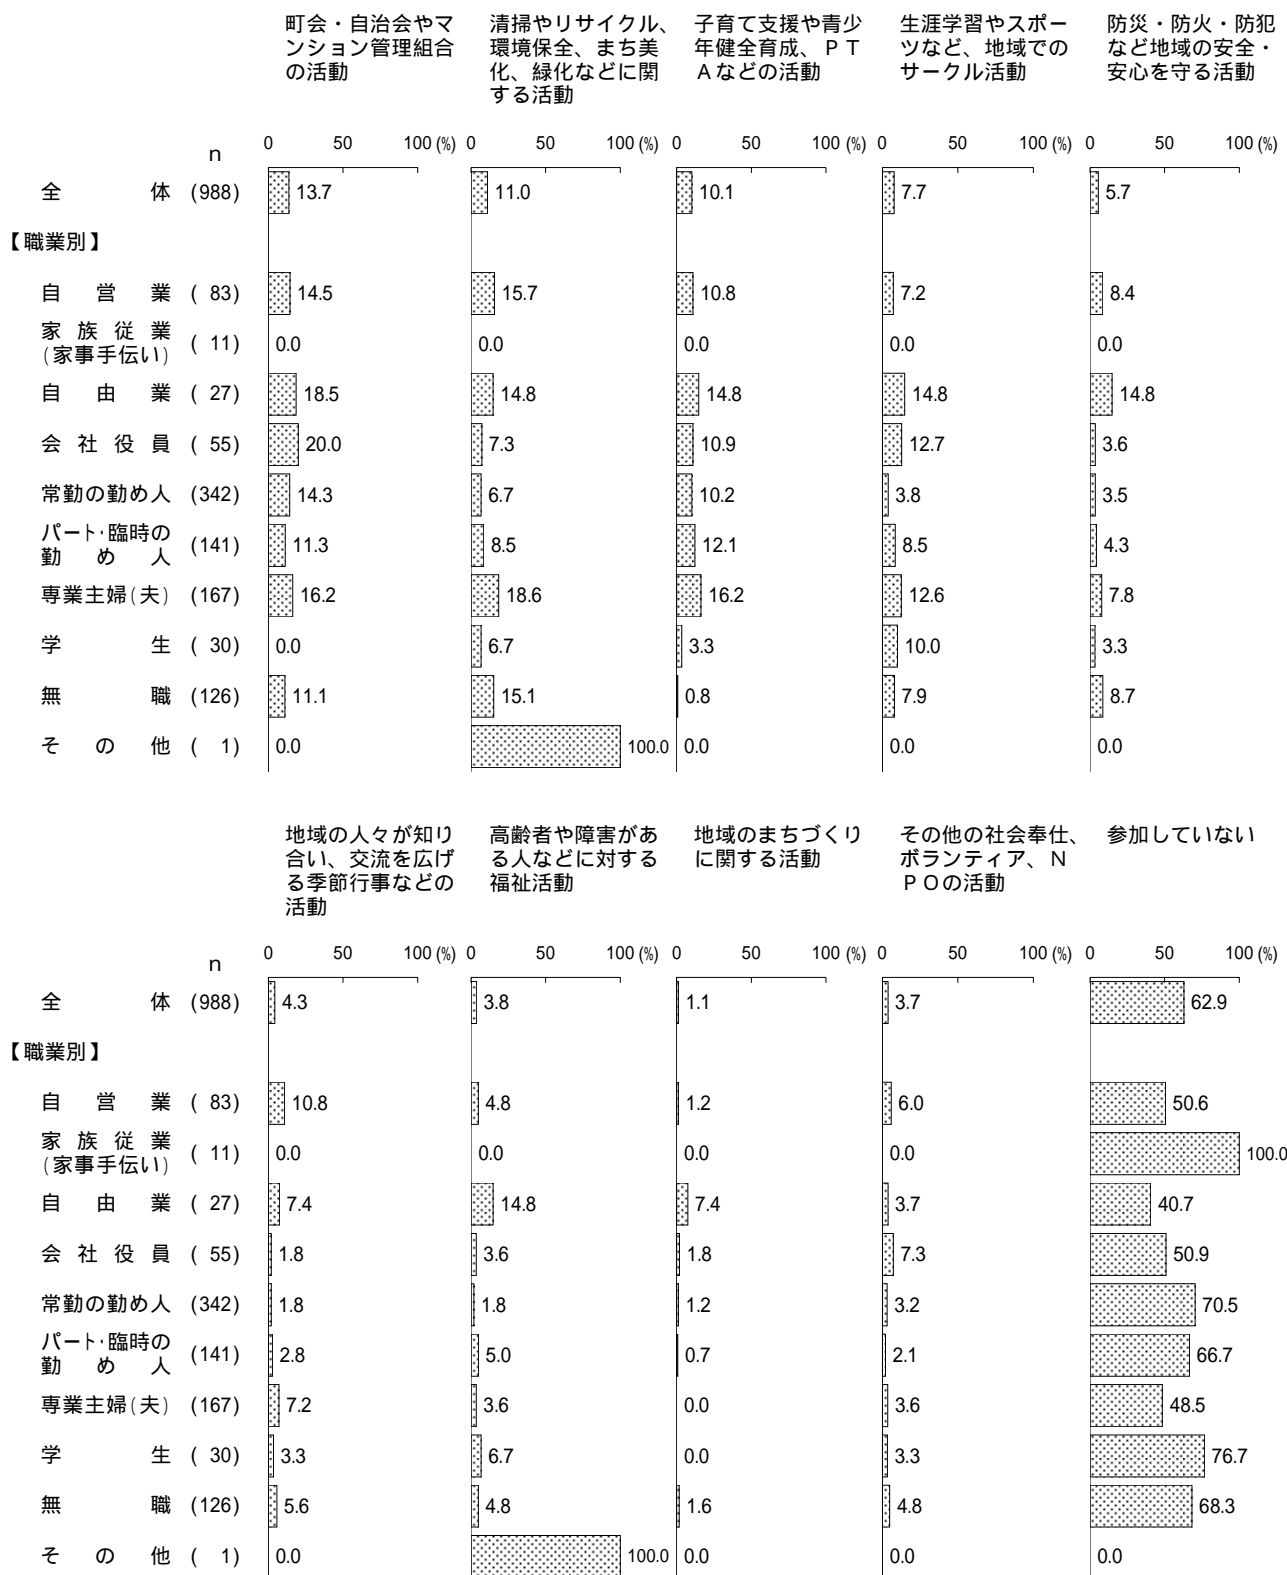 町会・自治会やマ
ンション管理組合
の活動
清掃やリサイクル、
環境保全、まち美
化、緑化などに関
する活動
子育て支援や青少
年健全育成、ＰＴ
Ａなどの活動
生涯学習やスポー
ツなど、地域での
サークル活動
防災・防火・防犯
など地域の安全・
安心を守る活動
0 50 100 (%) 0 50 100 (%) 0 50 100 (%) 0 50 100 (%) 0 50 100 (%)
n
全体 (988) 13.7 11.0 10.1 7.7 5.7
【職業別】
自営業 ( 83) 14.5 15.7 10.8 7.2 8.4
家族従業
(家事手伝い) ( 11) 0.0 0.0 0.0 0.0 0.0
自由業 ( 27) 18.5 14.8 14.8 14.8 14.8
会社役員 ( 55) 20.0 7.3 10.9 12.7 3.6
常勤の勤め人 (342) 14.3 6.7 10.2 3.8 3.5
パート・臨時の
勤め人 (141) 11.3 8.5 12.1 8.5 4.3
専業主婦(夫) (167) 16.2 18.6 16.2 12.6 7.8
学生 ( 30) 0.0 6.7 3.3 10.0 3.3
無職 (126) 11.1 15.1 0.8 7.9 8.7
その他 ( 1) 0.0 100.0 0.0 0.0 0.0
地域の人々が知り
合い、交流を広げ
る季節行事などの
活動
高齢者や障害があ
る人などに対する
福祉活動
地域のまちづくり
に関する活動
その他の社会奉仕、
ボランティア、Ｎ
ＰＯの活動
参加していない
0 50 100 (%) 0 50 100 (%) 0 50 100 (%) 0 50 100 (%) 0 50 100 (%)
n
全体 (988) 4.3 3.8 1.1 3.7 62.9
【職業別】
自営業 ( 83) 10.8 4.8 1.2 6.0 50.6
家族従業
(家事手伝い) ( 11) 0.0 0.0 0.0 0.0 100.0
自由業 ( 27) 7.4 14.8 7.4 3.7 40.7
会社役員 ( 55) 1.8 3.6 1.8 7.3 50.9
常勤の勤め人 (342) 1.8 1.8 1.2 3.2 70.5
パート・臨時の
勤め人 (141) 2.8 5.0 0.7 2.1 66.7
専業主婦(夫) (167) 7.2 3.6 0.0 3.6 48.5
学生 ( 30) 3.3 6.7 0.0 3.3 76.7
無職 (126) 5.6 4.8 1.6 4.8 68.3
その他 ( 1) 0.0 100.0 0.0 0.0 0.0